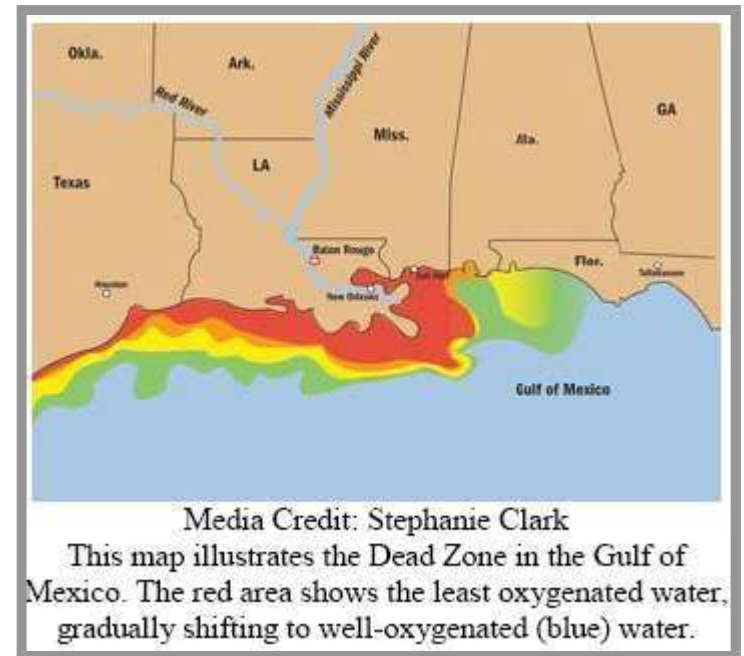 Okla.
Ark.
Mississippi River
Red River
GA
Miss.
Ala.
LA
Texas
Baton Rouge
Flor.
Tallahassee
Houston
New Orleans
Gulf of Mexico
Media Credit: Stephanie Clark
This map illustrates the Dead Zone in the Gulf of
Mexico. The red area shows the least oxygenated water,
gradually shifting to well-oxygenated (blue) water.